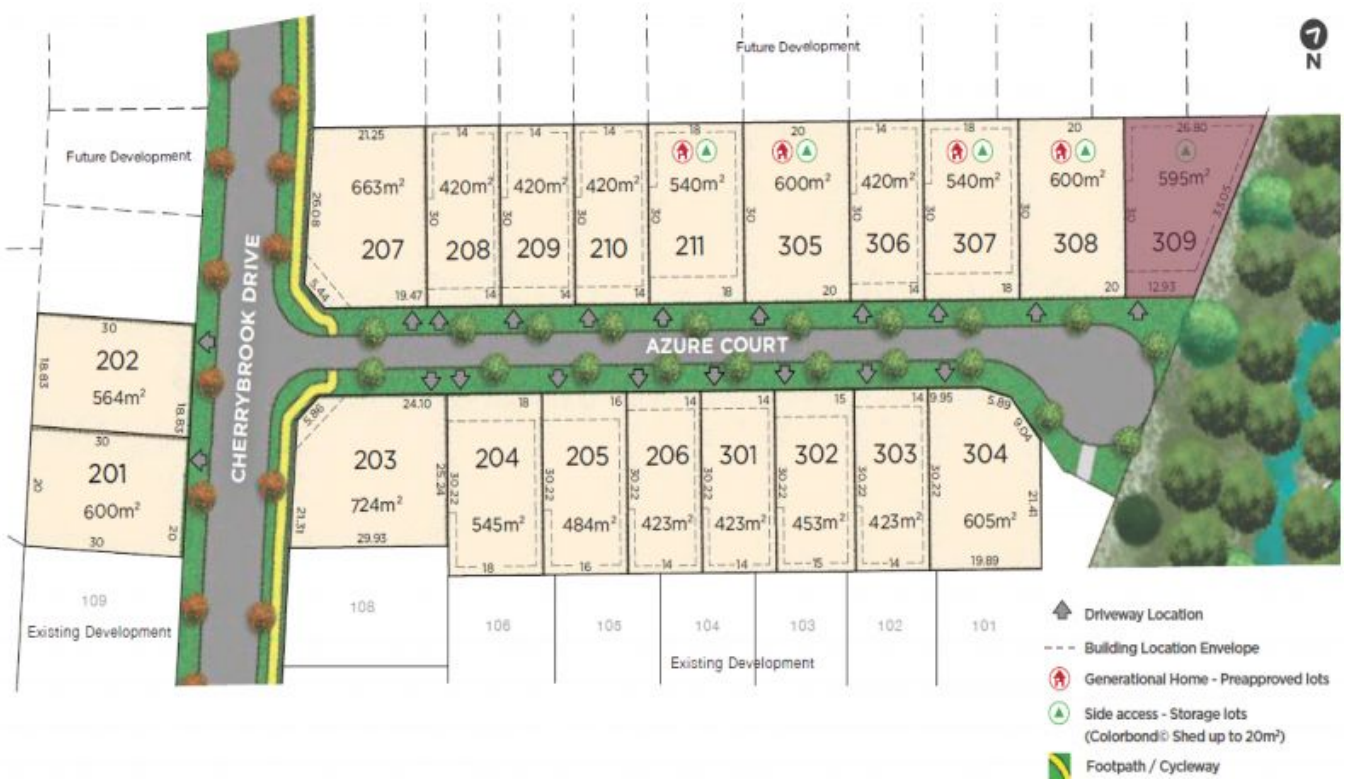 Future Development
N
Future Development
21.25
14
14
14
18
20
14
18
20
26.80
663m²
420m²
420m²
420m²
540m²
600m²
420m²
540m²
600m²
595m²
26.08
30
30
30
30
30
30
30
30
30
33.05
207
208
209
210
211
305
306
307
308
309
5.44
19.47
14
14
14
18
20
14
18
20
12.93
CHERRYBROOK DRIVE
AZURE COURT
30
202
564m²
18.83
18.83
30
201
600m²
20
20
30
5.86
24.10
18
16
14
14
15
14
9.95
5.89
9.04
203
204
205
206
301
302
303
304
724m²
545m²
484m²
423m²
423m²
453m²
423m²
605m²
21.31
25.24
30.22
30.22
30.22
30.22
30.22
30.22
30.22
21.41
29.93
18
16
14
14
15
14
19.89
109
Existing Development
108
106
105
104
103
102
101
Existing Development
Driveway Location
Building Location Envelope
Generational Home - Preapproved lots
Side access - Storage lots
(Colorbond© Shed up to 20m²)
Footpath / Cycleway